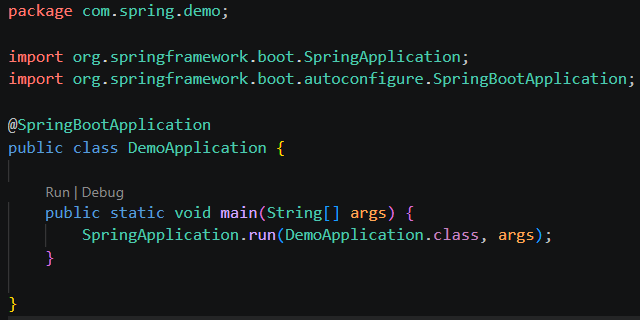 package com.spring.demo;
import org.springframework.boot.SpringApplication;
import org.springframework.boot.autoconfigure.SpringBootApplication;
@SpringBootApplication
public class DemoApplication {
Run | Debug
public static void main(String[] args) {
SpringApplication.run(DemoApplication.class, args);
}
}